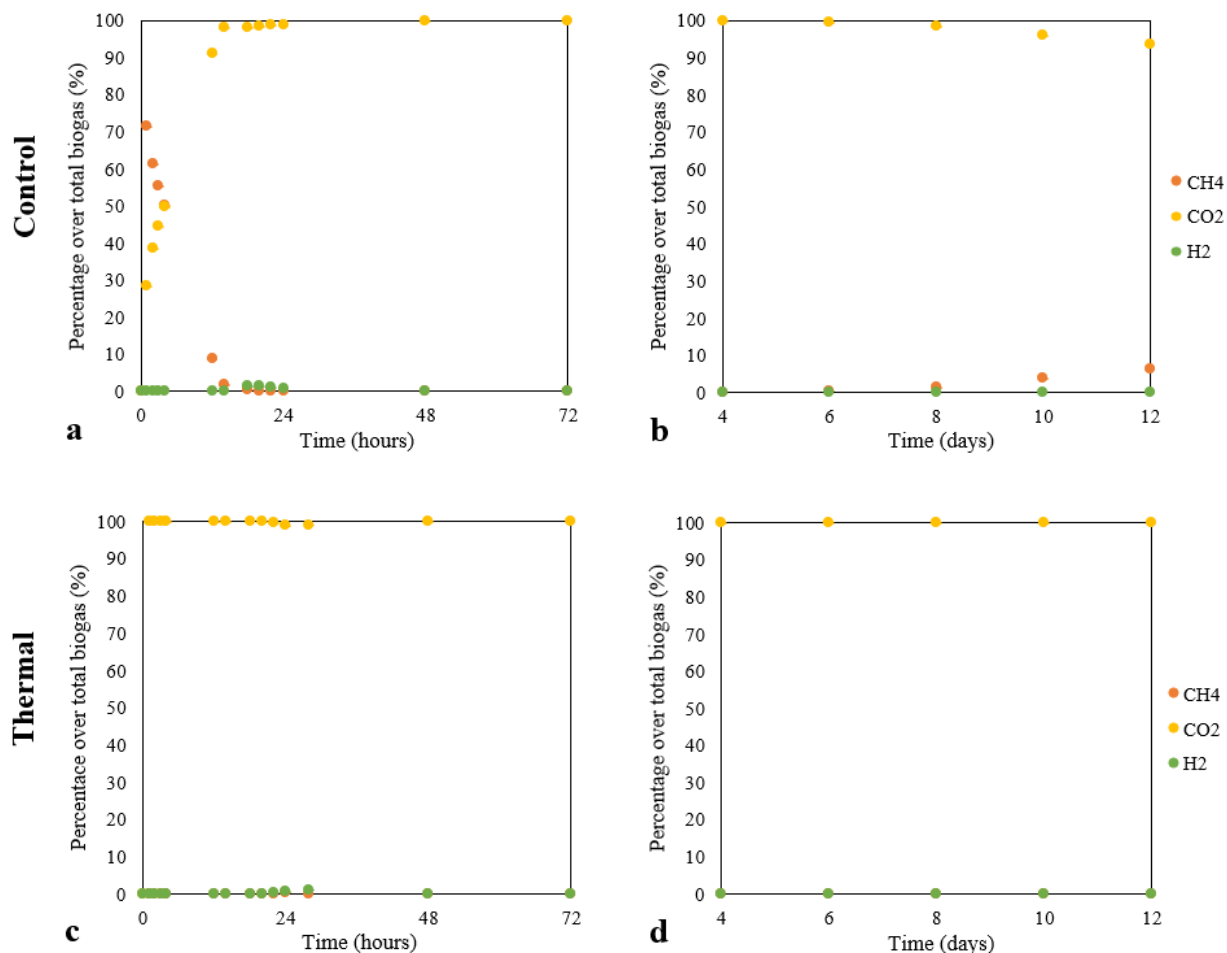 Control
Percentage over total biogas (%)
100
90
80
70
60
50
40
30
20
10
0
0 24 48 72
Time (hours)
a
Percentage over total biogas (%)
100
90
80
70
60
50
40
30
20
10
0
4 6 8 10 12
Time (days)
b
CH4
CO2
H2
Thermal
Percentace over total biogas (%)
100
90
80
70
60
50
40
30
20
10
0
0 24 48 72
Time (hours)
c
Percentage over total biogas (%)
100
90
80
70
60
50
40
30
20
10
0
4 6 8 10 12
Time (days)
d
CH4
CO2
H2